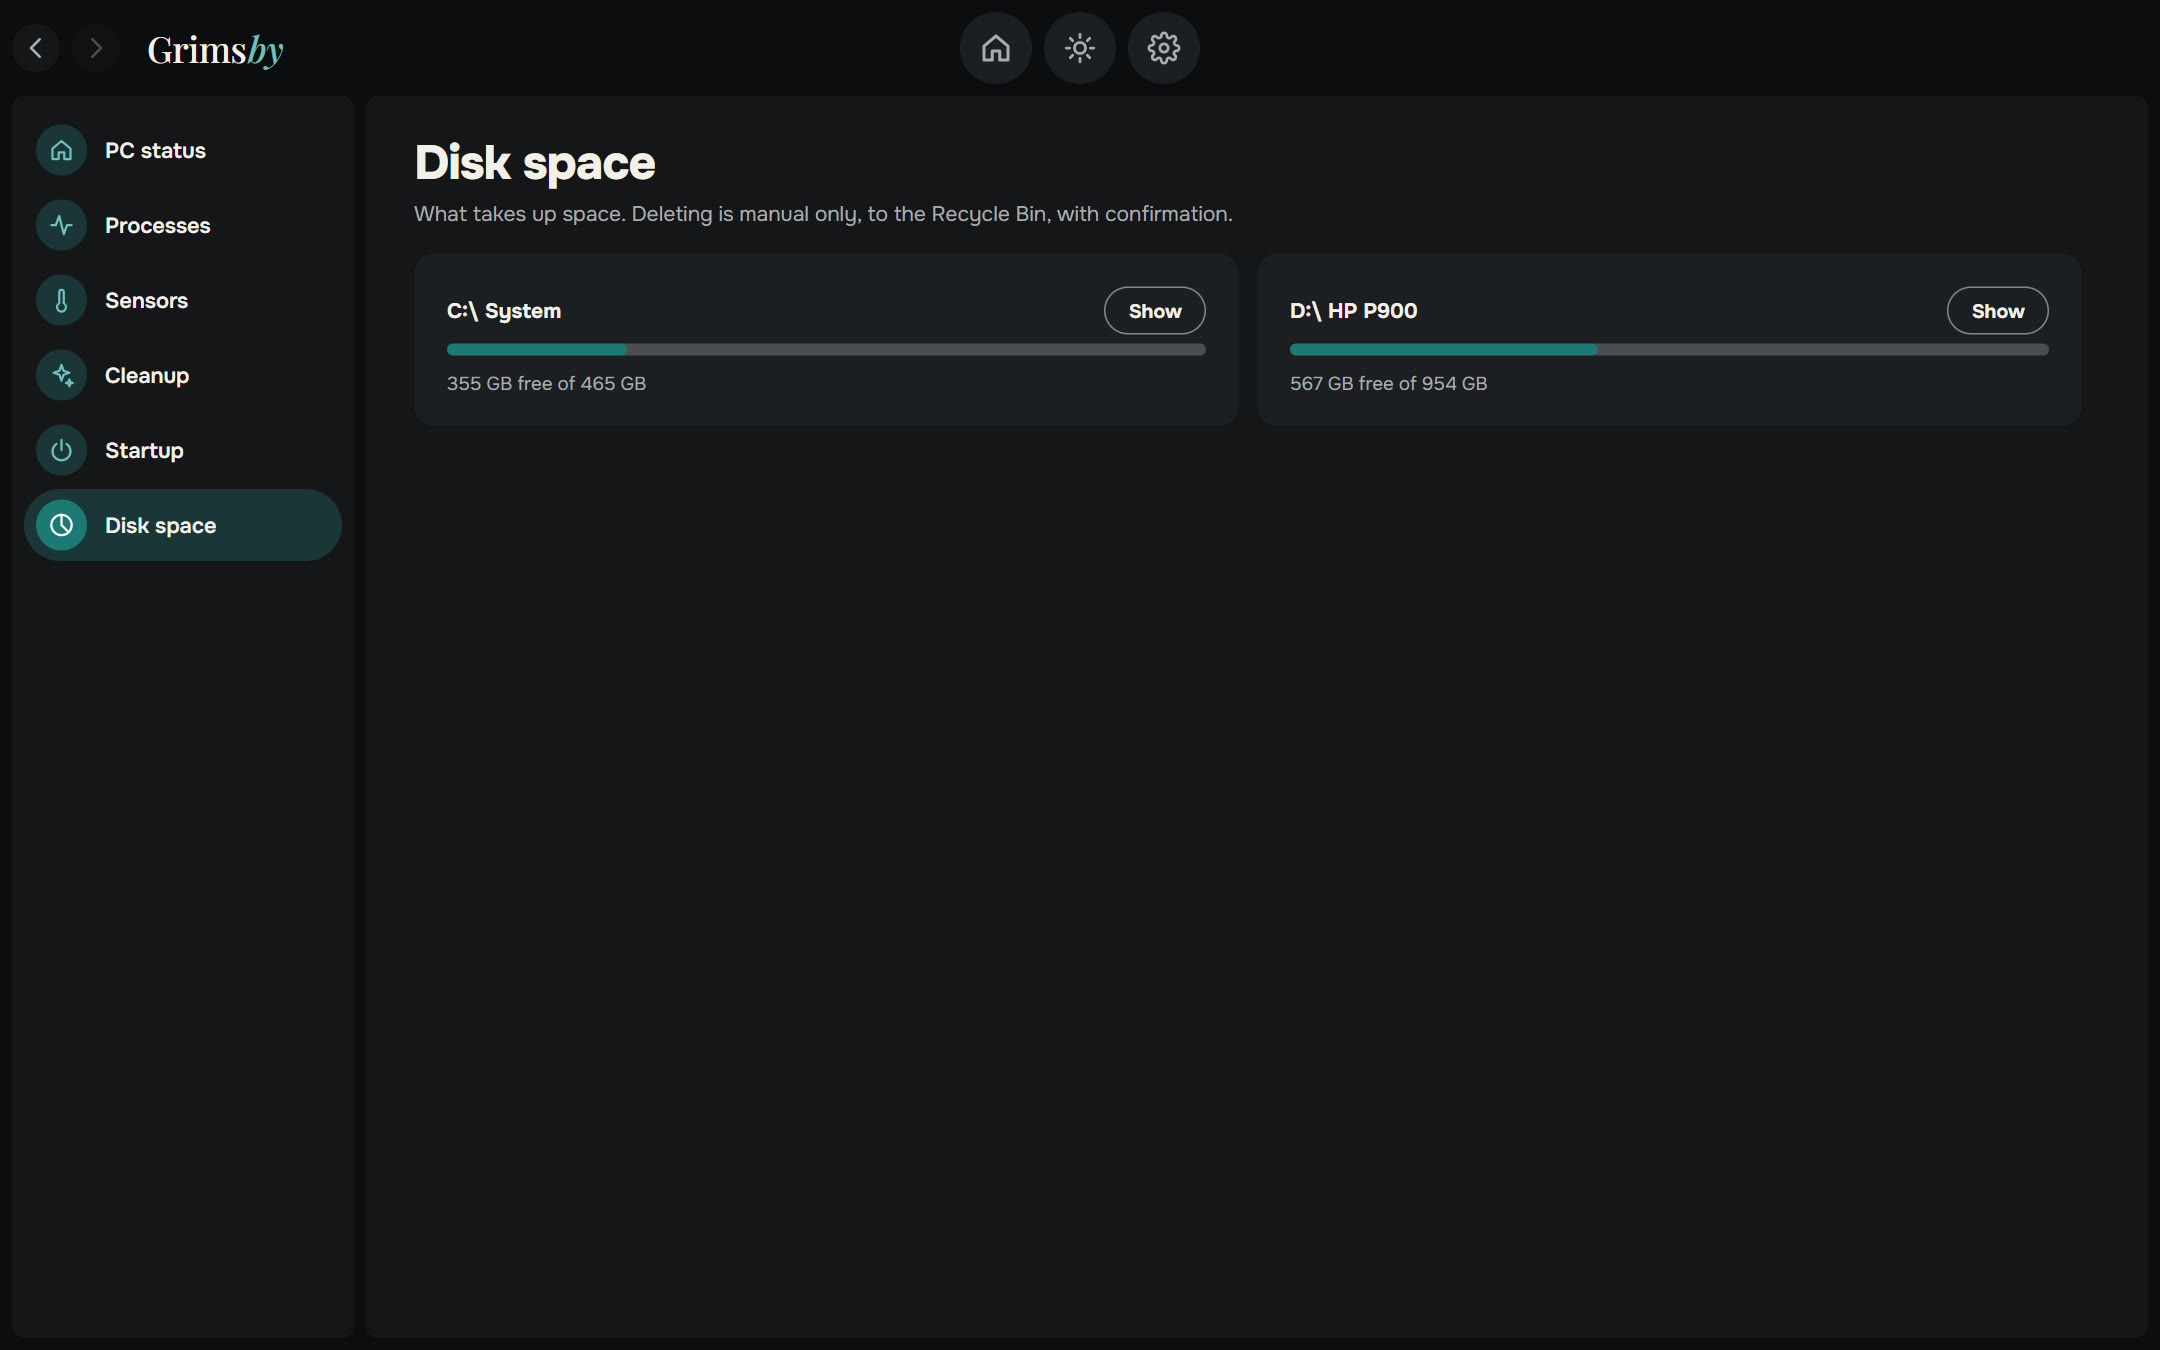 Grimsby
PC status
Processes
Sensors
Cleanup
Startup
Disk space
Disk space
What takes up space. Deleting is manual only, to the Recycle Bin, with confirmation.
C:\ System
Show
355 GB free of 465 GB
D:\ HP P900
Show
567 GB free of 954 GB